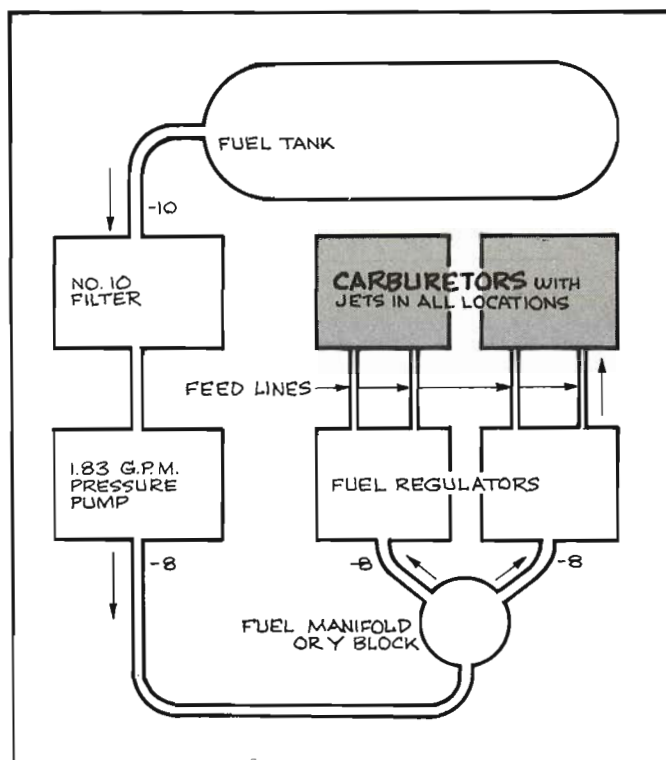 FUEL TANK
-10
NO. 10
FILTER
CARBURETORS WITH
JETS IN ALL LOCATIONS
FEED LINES
1.83 G.P.M.
PRESSURE
PUMP
FUEL REGULATORS
-8
-8
-8
FUEL MANIFOLD
OR Y BLOCK